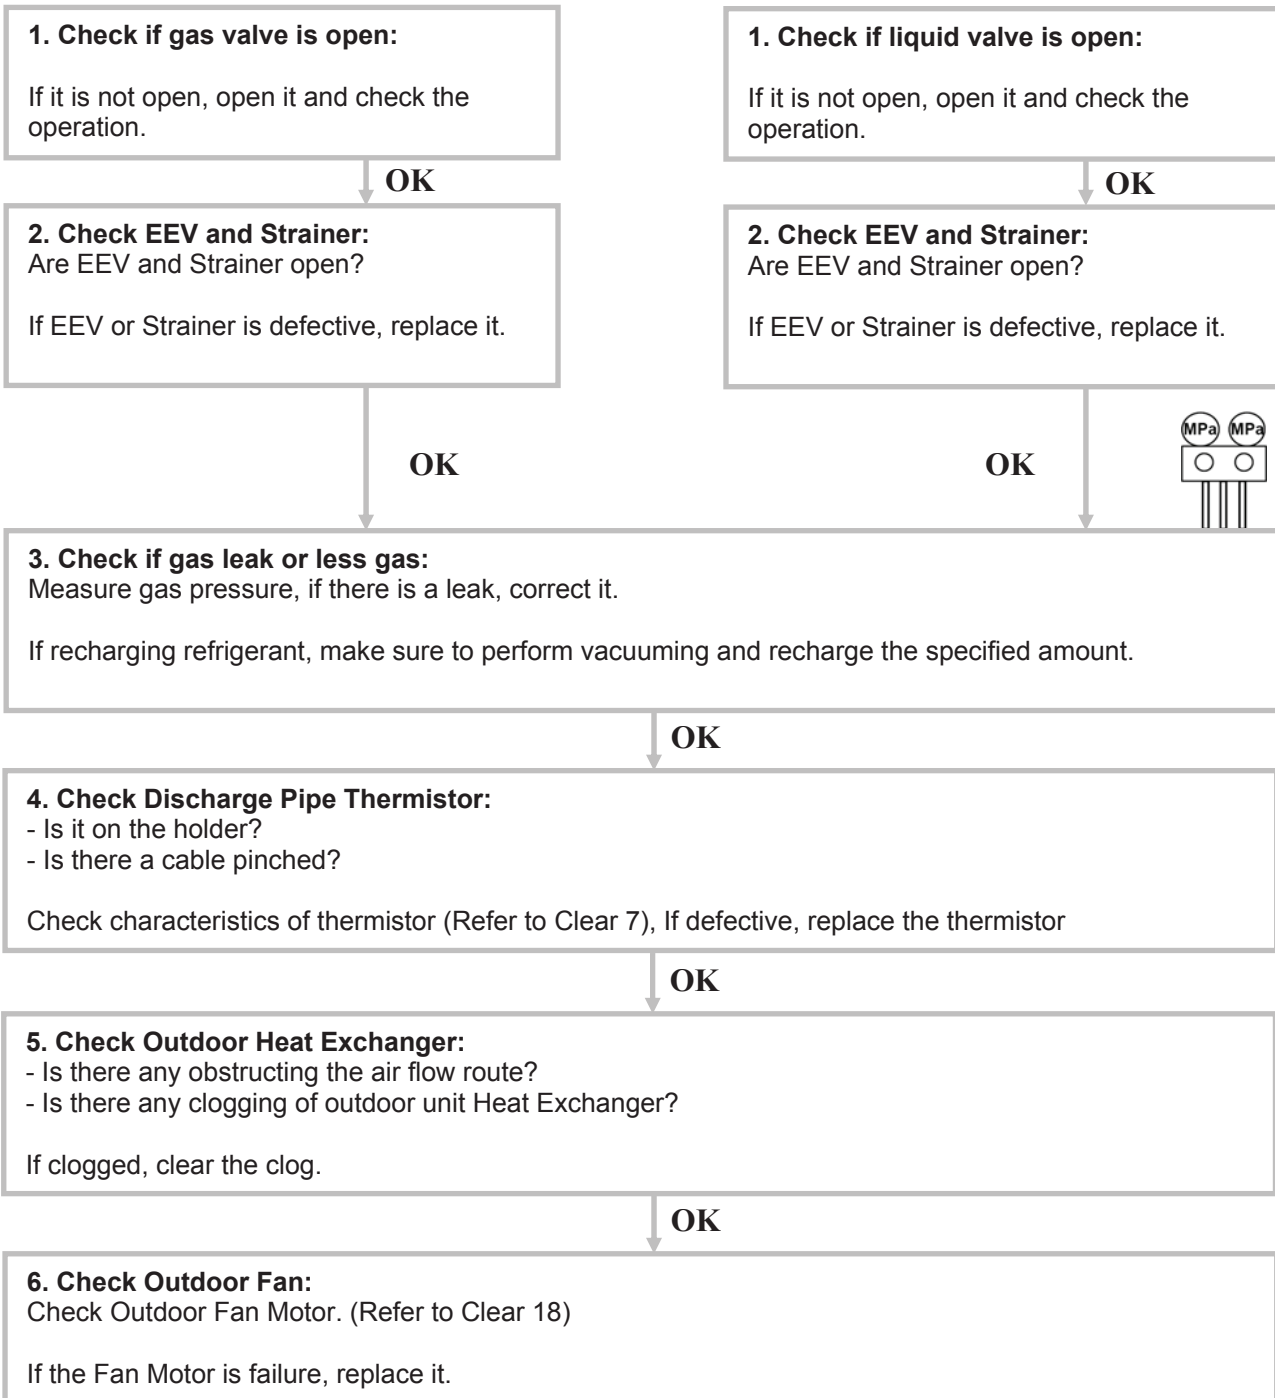 1. Check if gas valve is open:
If it is not open, open it and check the
operation.
OK
2. Check EEV and Strainer:
Are EEV and Strainer open?
If EEV or Strainer is defective, replace it.
OK
1. Check if liquid valve is open:
If it is not open, open it and check the
operation.
OK
2. Check EEV and Strainer:
Are EEV and Strainer open?
If EEV or Strainer is defective, replace it.
OK
MPa MPa
3. Check if gas leak or less gas:
Measure gas pressure, if there is a leak, correct it.
If recharging refrigerant, make sure to perform vacuuming and recharge the specified amount.
OK
4. Check Discharge Pipe Thermistor:
- Is it on the holder?
- Is there a cable pinched?
Check characteristics of thermistor (Refer to Clear 7), If defective, replace the thermistor
OK
5. Check Outdoor Heat Exchanger:
- Is there any obstructing the air flow route?
- Is there any clogging of outdoor unit Heat Exchanger?
If clogged, clear the clog.
OK
6. Check Outdoor Fan:
Check Outdoor Fan Motor. (Refer to Clear 18)
If the Fan Motor is failure, replace it.